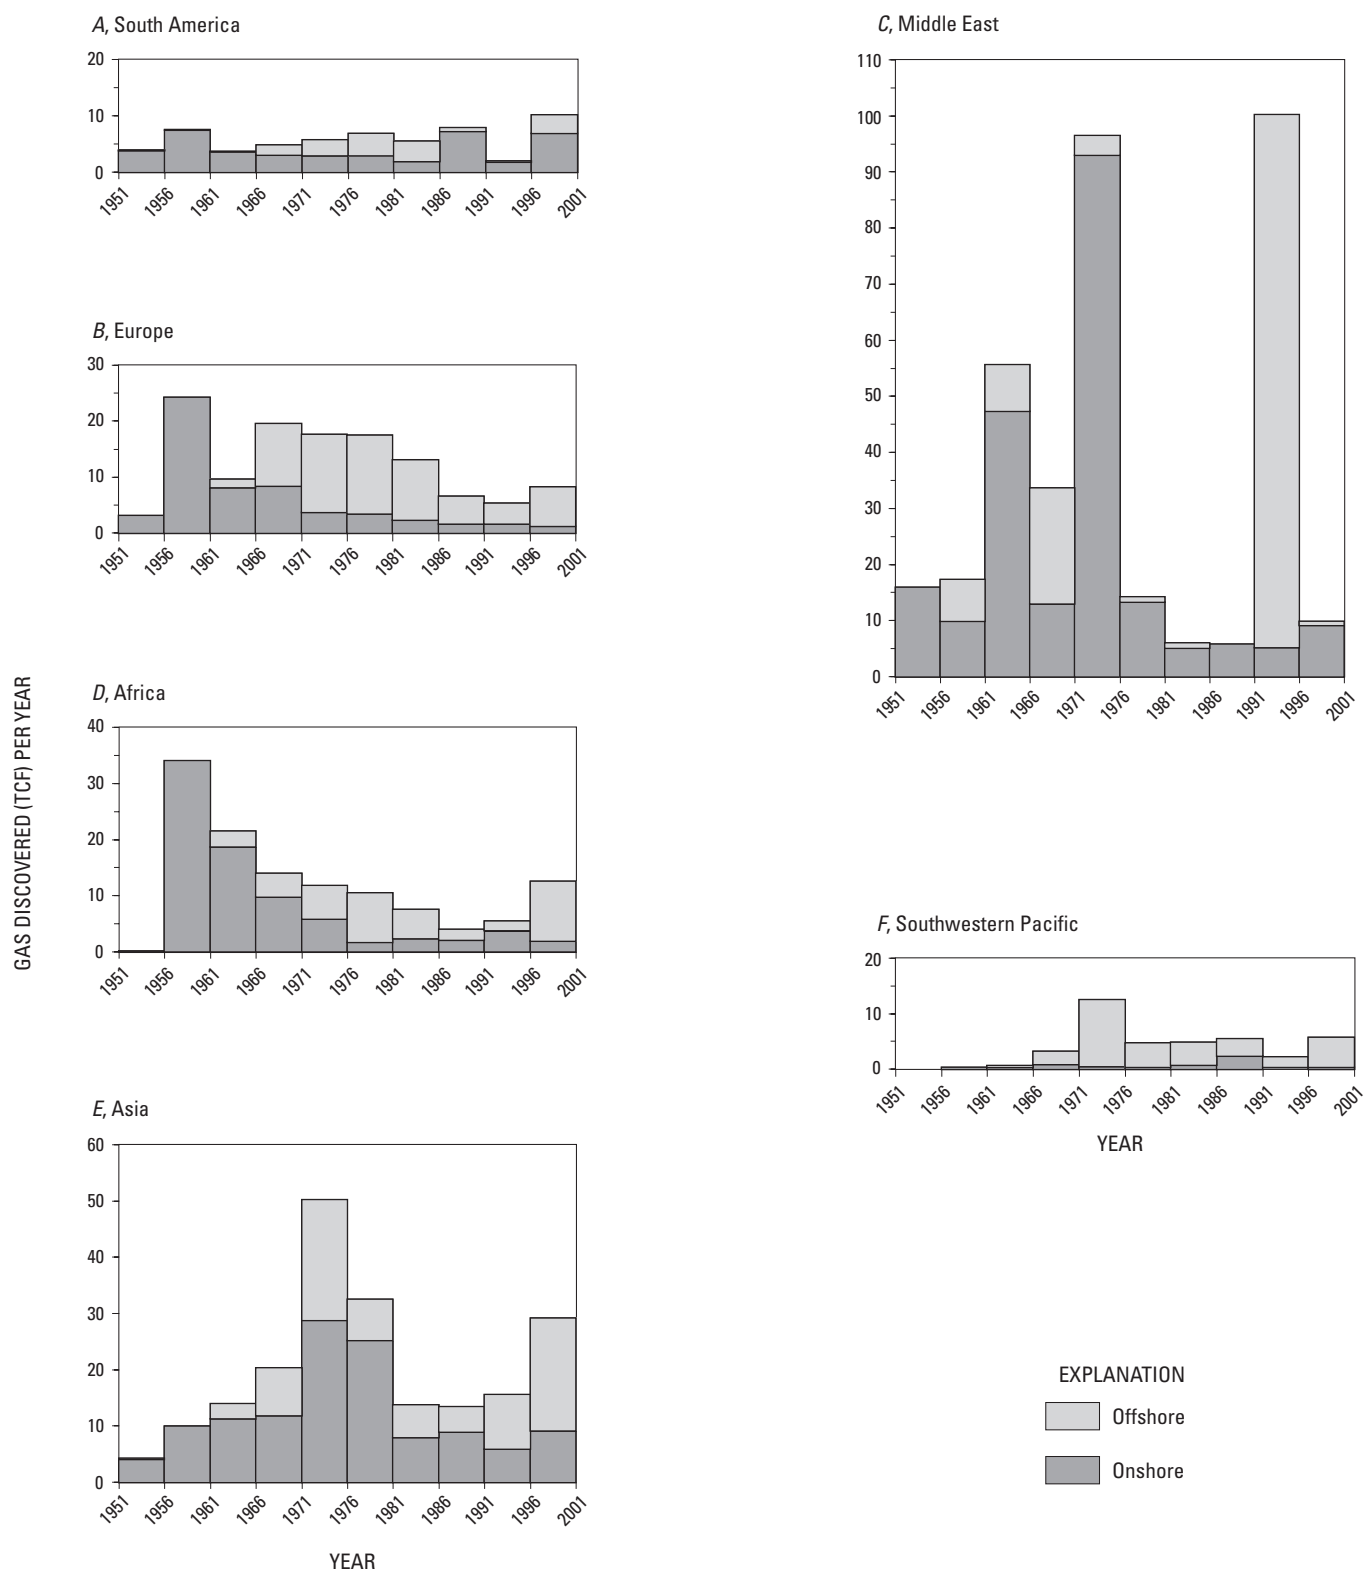 A, South America
20
10
0
1951 1956 1961 1966 1971 1976 1981 1986 1991 1996 2001
B, Europe
30
20
10
0
1951 1956 1961 1966 1971 1976 1981 1986 1991 1996 2001
D, Africa
40
30
20
10
0
1951 1956 1961 1966 1971 1976 1981 1986 1991 1996 2001
GAS DISCOVERED (TCF) PER YEAR
E, Asia
60
50
40
30
20
10
0
1951 1956 1961 1966 1971 1976 1981 1986 1991 1996 2001
YEAR
C, Middle East
110
100
90
80
70
60
50
40
30
20
10
0
1951 1956 1961 1966 1971 1976 1981 1986 1991 1996 2001
F, Southwestern Pacific
20
10
0
1951 1956 1961 1966 1971 1976 1981 1986 1991 1996 2001
YEAR
EXPLANATION
Offshore
Onshore